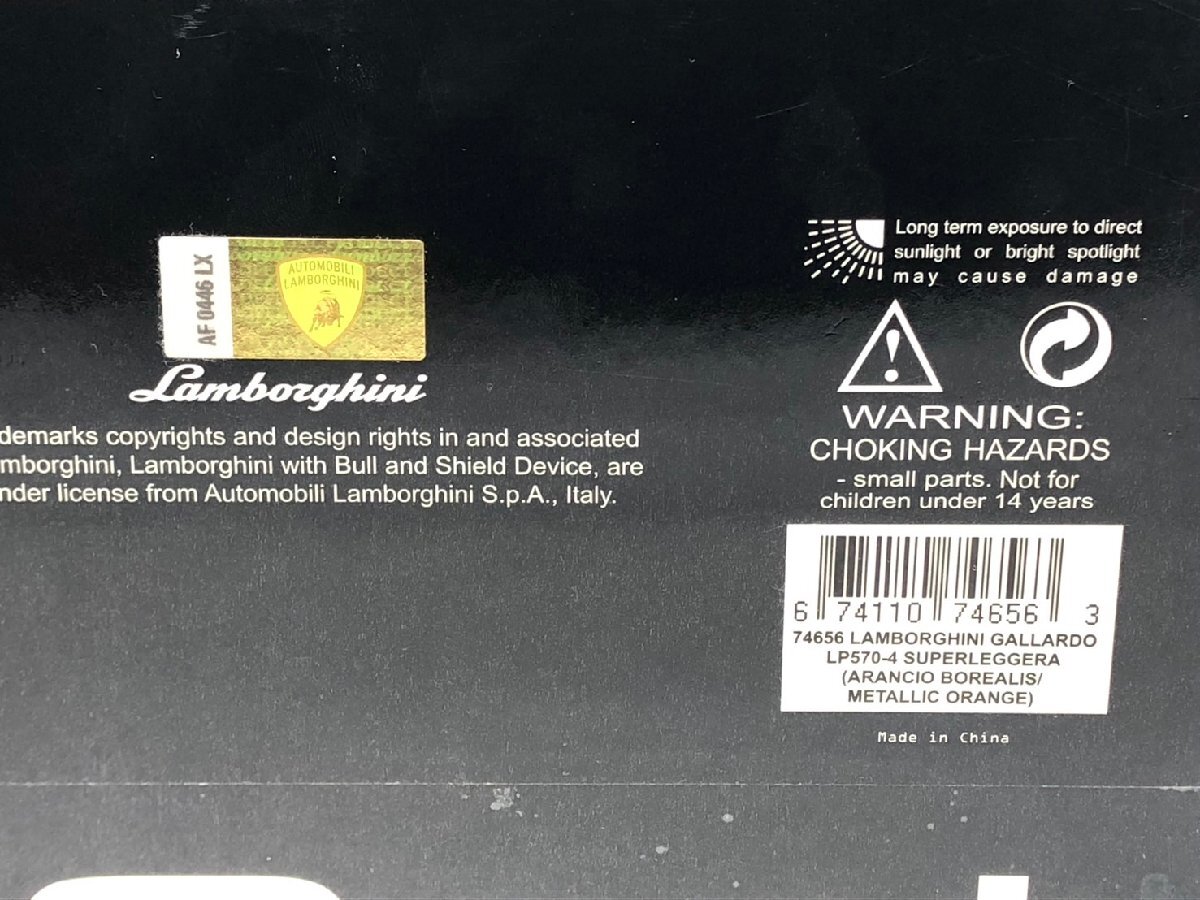 AF 0446 LX
AUTOMOBILI
LAMBORGHINI
Lamborghini
demarks copyrights and design rights in and associated
mborghini, Lamborghini with Bull and Shield Device, are
nder license from Automobili Lamborghini S.p.A., Italy.
Long term exposure to direct
sunlight or bright spotlight
may cause damage
WARNING:
CHOKING HAZARDS
- small parts. Not for
children under 14 years
6 74110 74656 3
74656 LAMBORGHINI GALLARDO
LP570-4 SUPERLEGGERA
(ARANCIO BOREALIS/
METALLIC ORANGE)
Made in China